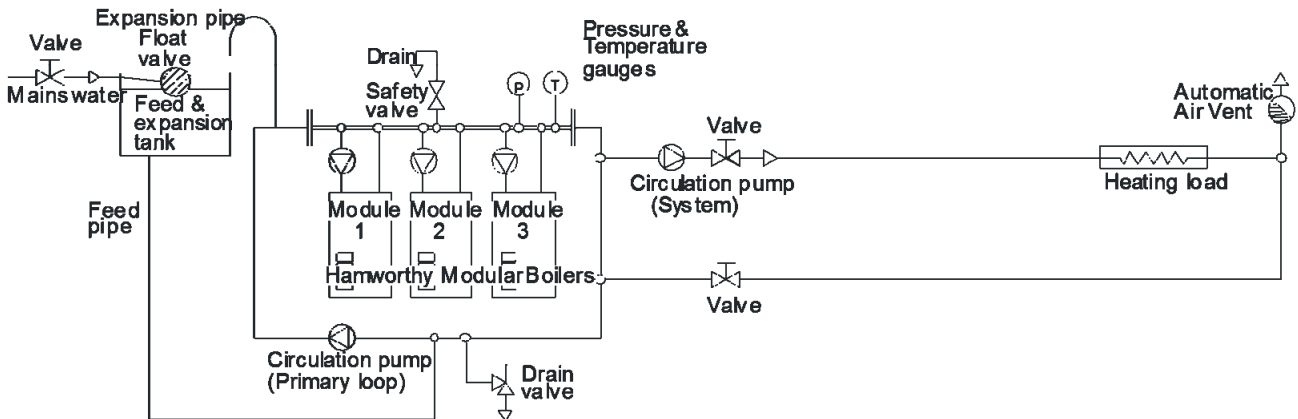 Expansion pipe
Valve
Float
valve
Mains water
Feed &
expansion
tank
Feed
pipe
Drain
Safety
valve
P
T
Pressure &
Temperature
gauges
Module
1
Module
2
Module
3
Hamworthy Modular Boilers
Circulation pump
(Primary loop)
Drain
valve
Valve
Circulation pump
(System)
Valve
Heating load
Automatic
Air Vent